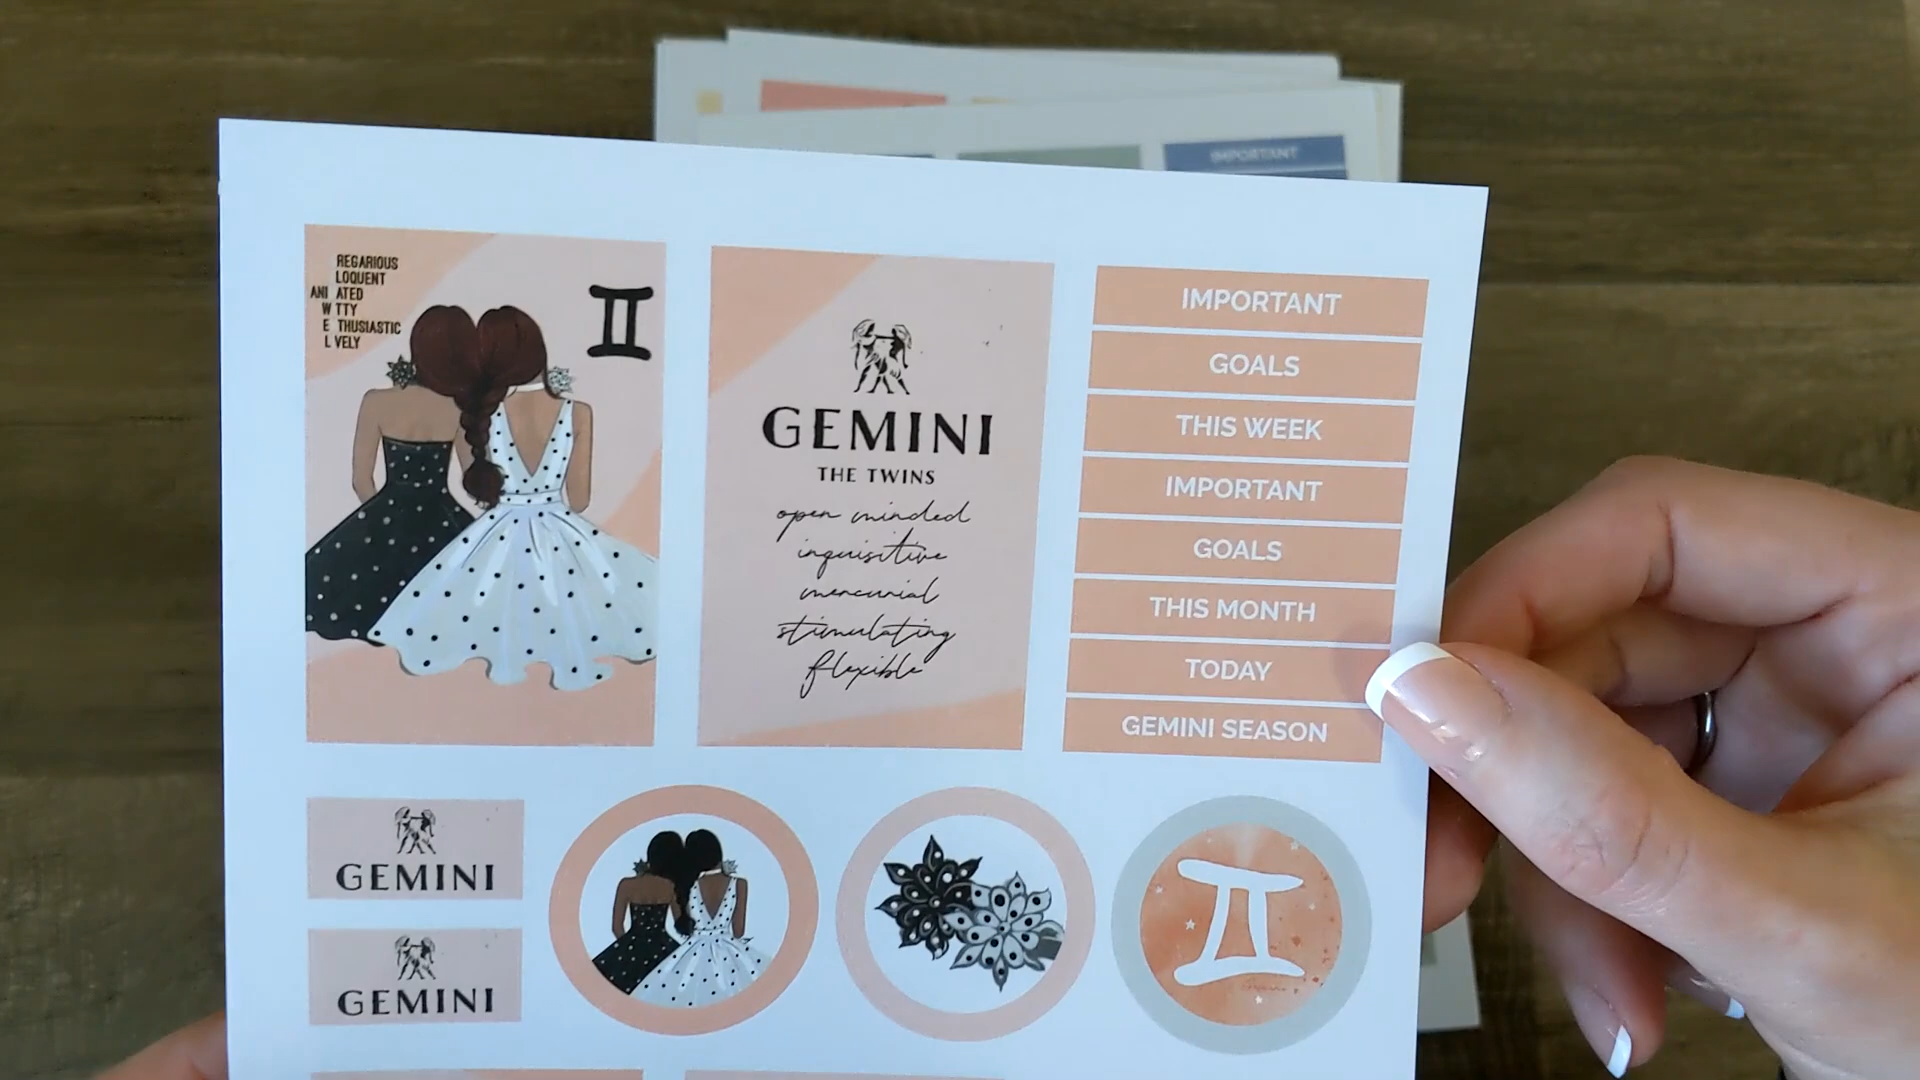 IMPORTANT
REGARIOUS
LOQUENT
ANI ATED
W TTY
E THUSIASTIC
L VELY
GEMINI
THE TWINS
open minded
inquisitive
mercurial
stimulating
flexible
IMPORTANT
GOALS
THIS WEEK
IMPORTANT
GOALS
THIS MONTH
TODAY
GEMINI SEASON
GEMINI
GEMINI